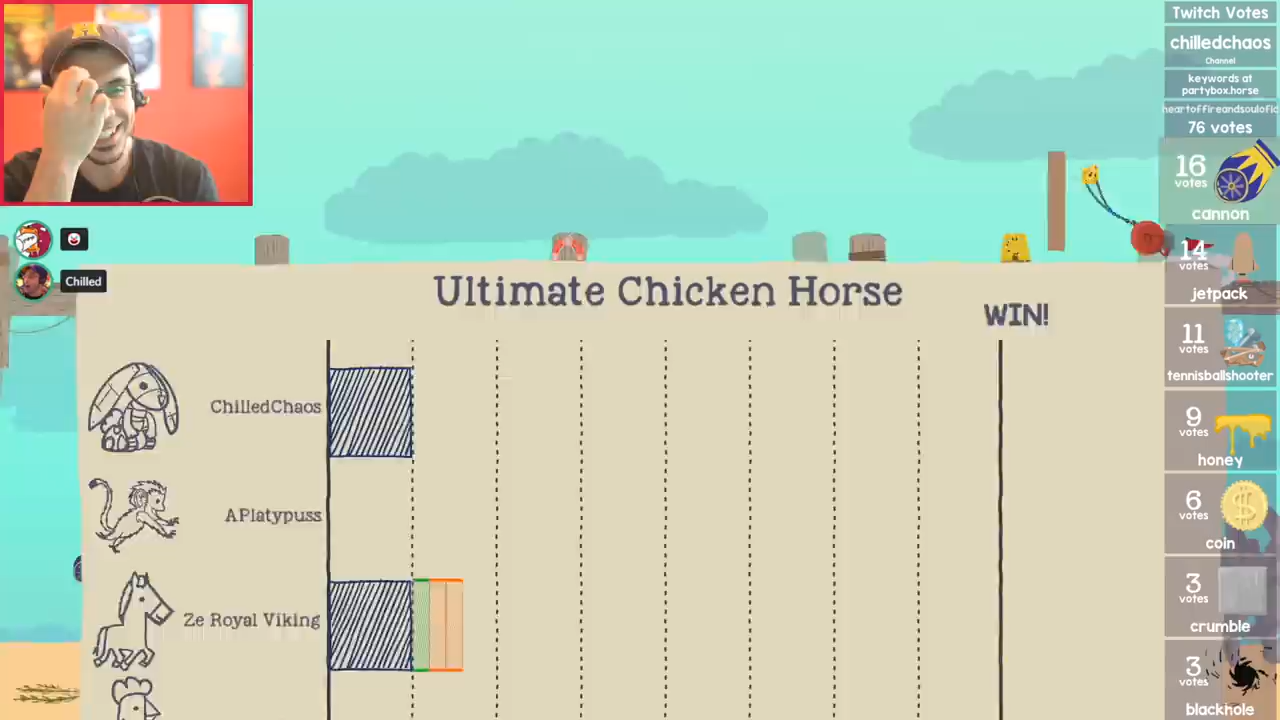 Twitch Votes
chilledchaos
Channel
keywords at
partybox.horse
heartoffireandsoulofic
76 votes
16
votes
cannon
14
votes
jetpack
11
votes
tennisballshooter
9
votes
honey
6
votes
coin
3
votes
crumble
3
votes
blackhole
Chilled
Ultimate Chicken Horse
WIN!
ChilledChaos
APlatypuss
Ze Royal Viking